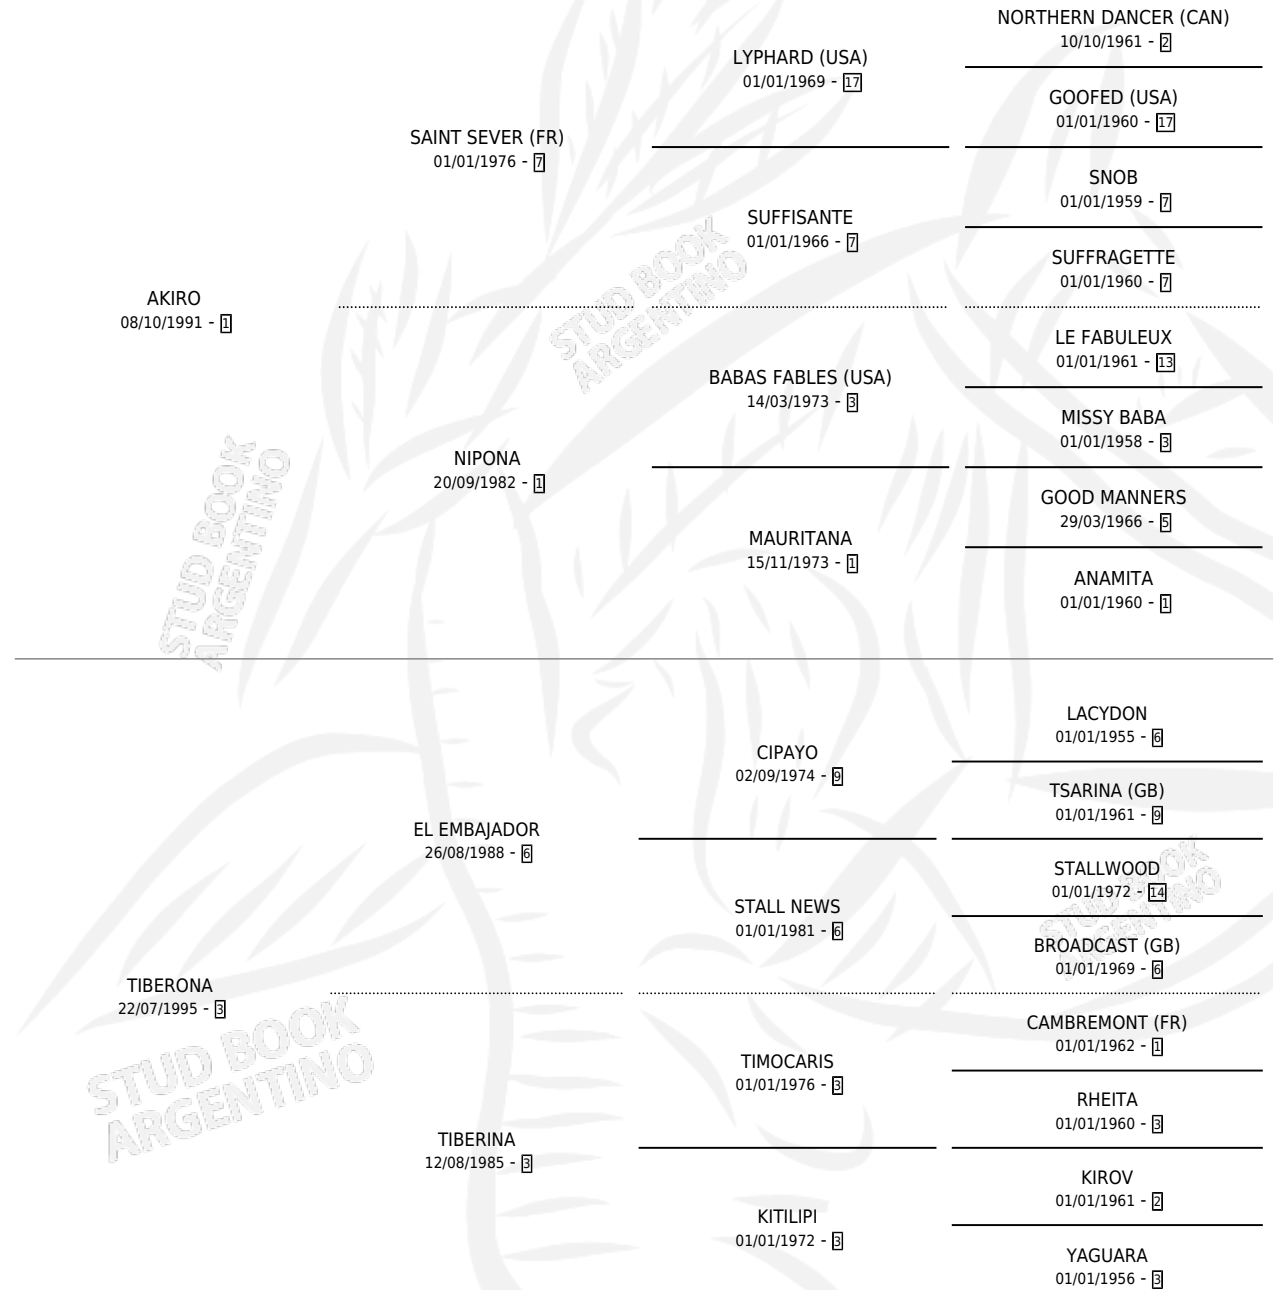 NORTHERN DANCER (CAN)
10/10/1961 - 2
LYPHARD (USA)
01/01/1969 - 17
GOOFED (USA)
01/01/1960 - 17
SAINT SEVER (FR)
01/01/1976 - 7
SNOB
01/01/1959 - 7
SUFFISANTE
01/01/1966 - 7
SUFFRAGETTE
01/01/1960 - 7
AKIRO
08/10/1991 - 1
LE FABULEUX
01/01/1961 - 13
BABAS FABLES (USA)
14/03/1973 - 3
MISSY BABA
01/01/1958 - 3
NIPONA
20/09/1982 - 1
GOOD MANNERS
29/03/1966 - 5
MAURITANA
15/11/1973 - 1
ANAMITA
01/01/1960 - 1
STUD BOOK
ARGENTINO
STUD BOOK
ARGENTINO
LACYDON
01/01/1955 - 6
CIPAYO
02/09/1974 - 9
TSARINA (GB)
01/01/1961 - 9
EL EMBAJADOR
26/08/1988 - 6
STALLWOOD
01/01/1972 - 14
STALL NEWS
01/01/1981 - 6
BROADCAST (GB)
01/01/1969 - 6
TIBERONA
22/07/1995 - 3
CAMBREMONT (FR)
01/01/1962 - 1
TIMOCARIS
01/01/1976 - 3
RHEITA
01/01/1960 - 3
TIBERINA
12/08/1985 - 3
KIROV
01/01/1961 - 2
KITILIPI
01/01/1972 - 3
YAGUARA
01/01/1956 - 3
STUD BOOK
ARGENTINO
STUD BOOK
ARGENTINO